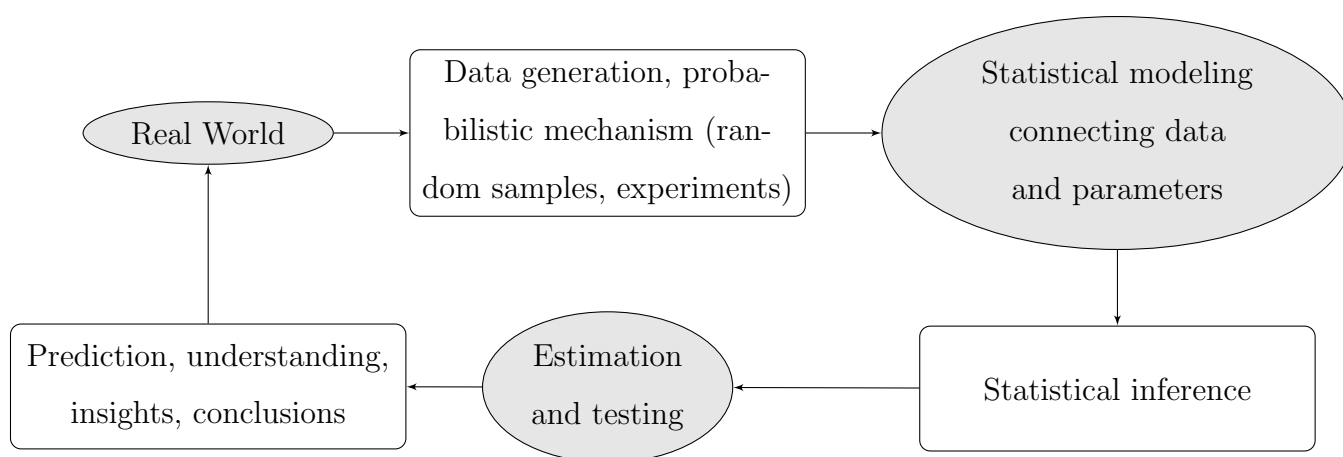 Real World
Data generation, proba-
bilistic mechanism (ran-
dom samples, experiments)
Statistical modeling
connecting data
and parameters
Statistical inference
Estimation
and testing
Prediction, understanding,
insights, conclusions